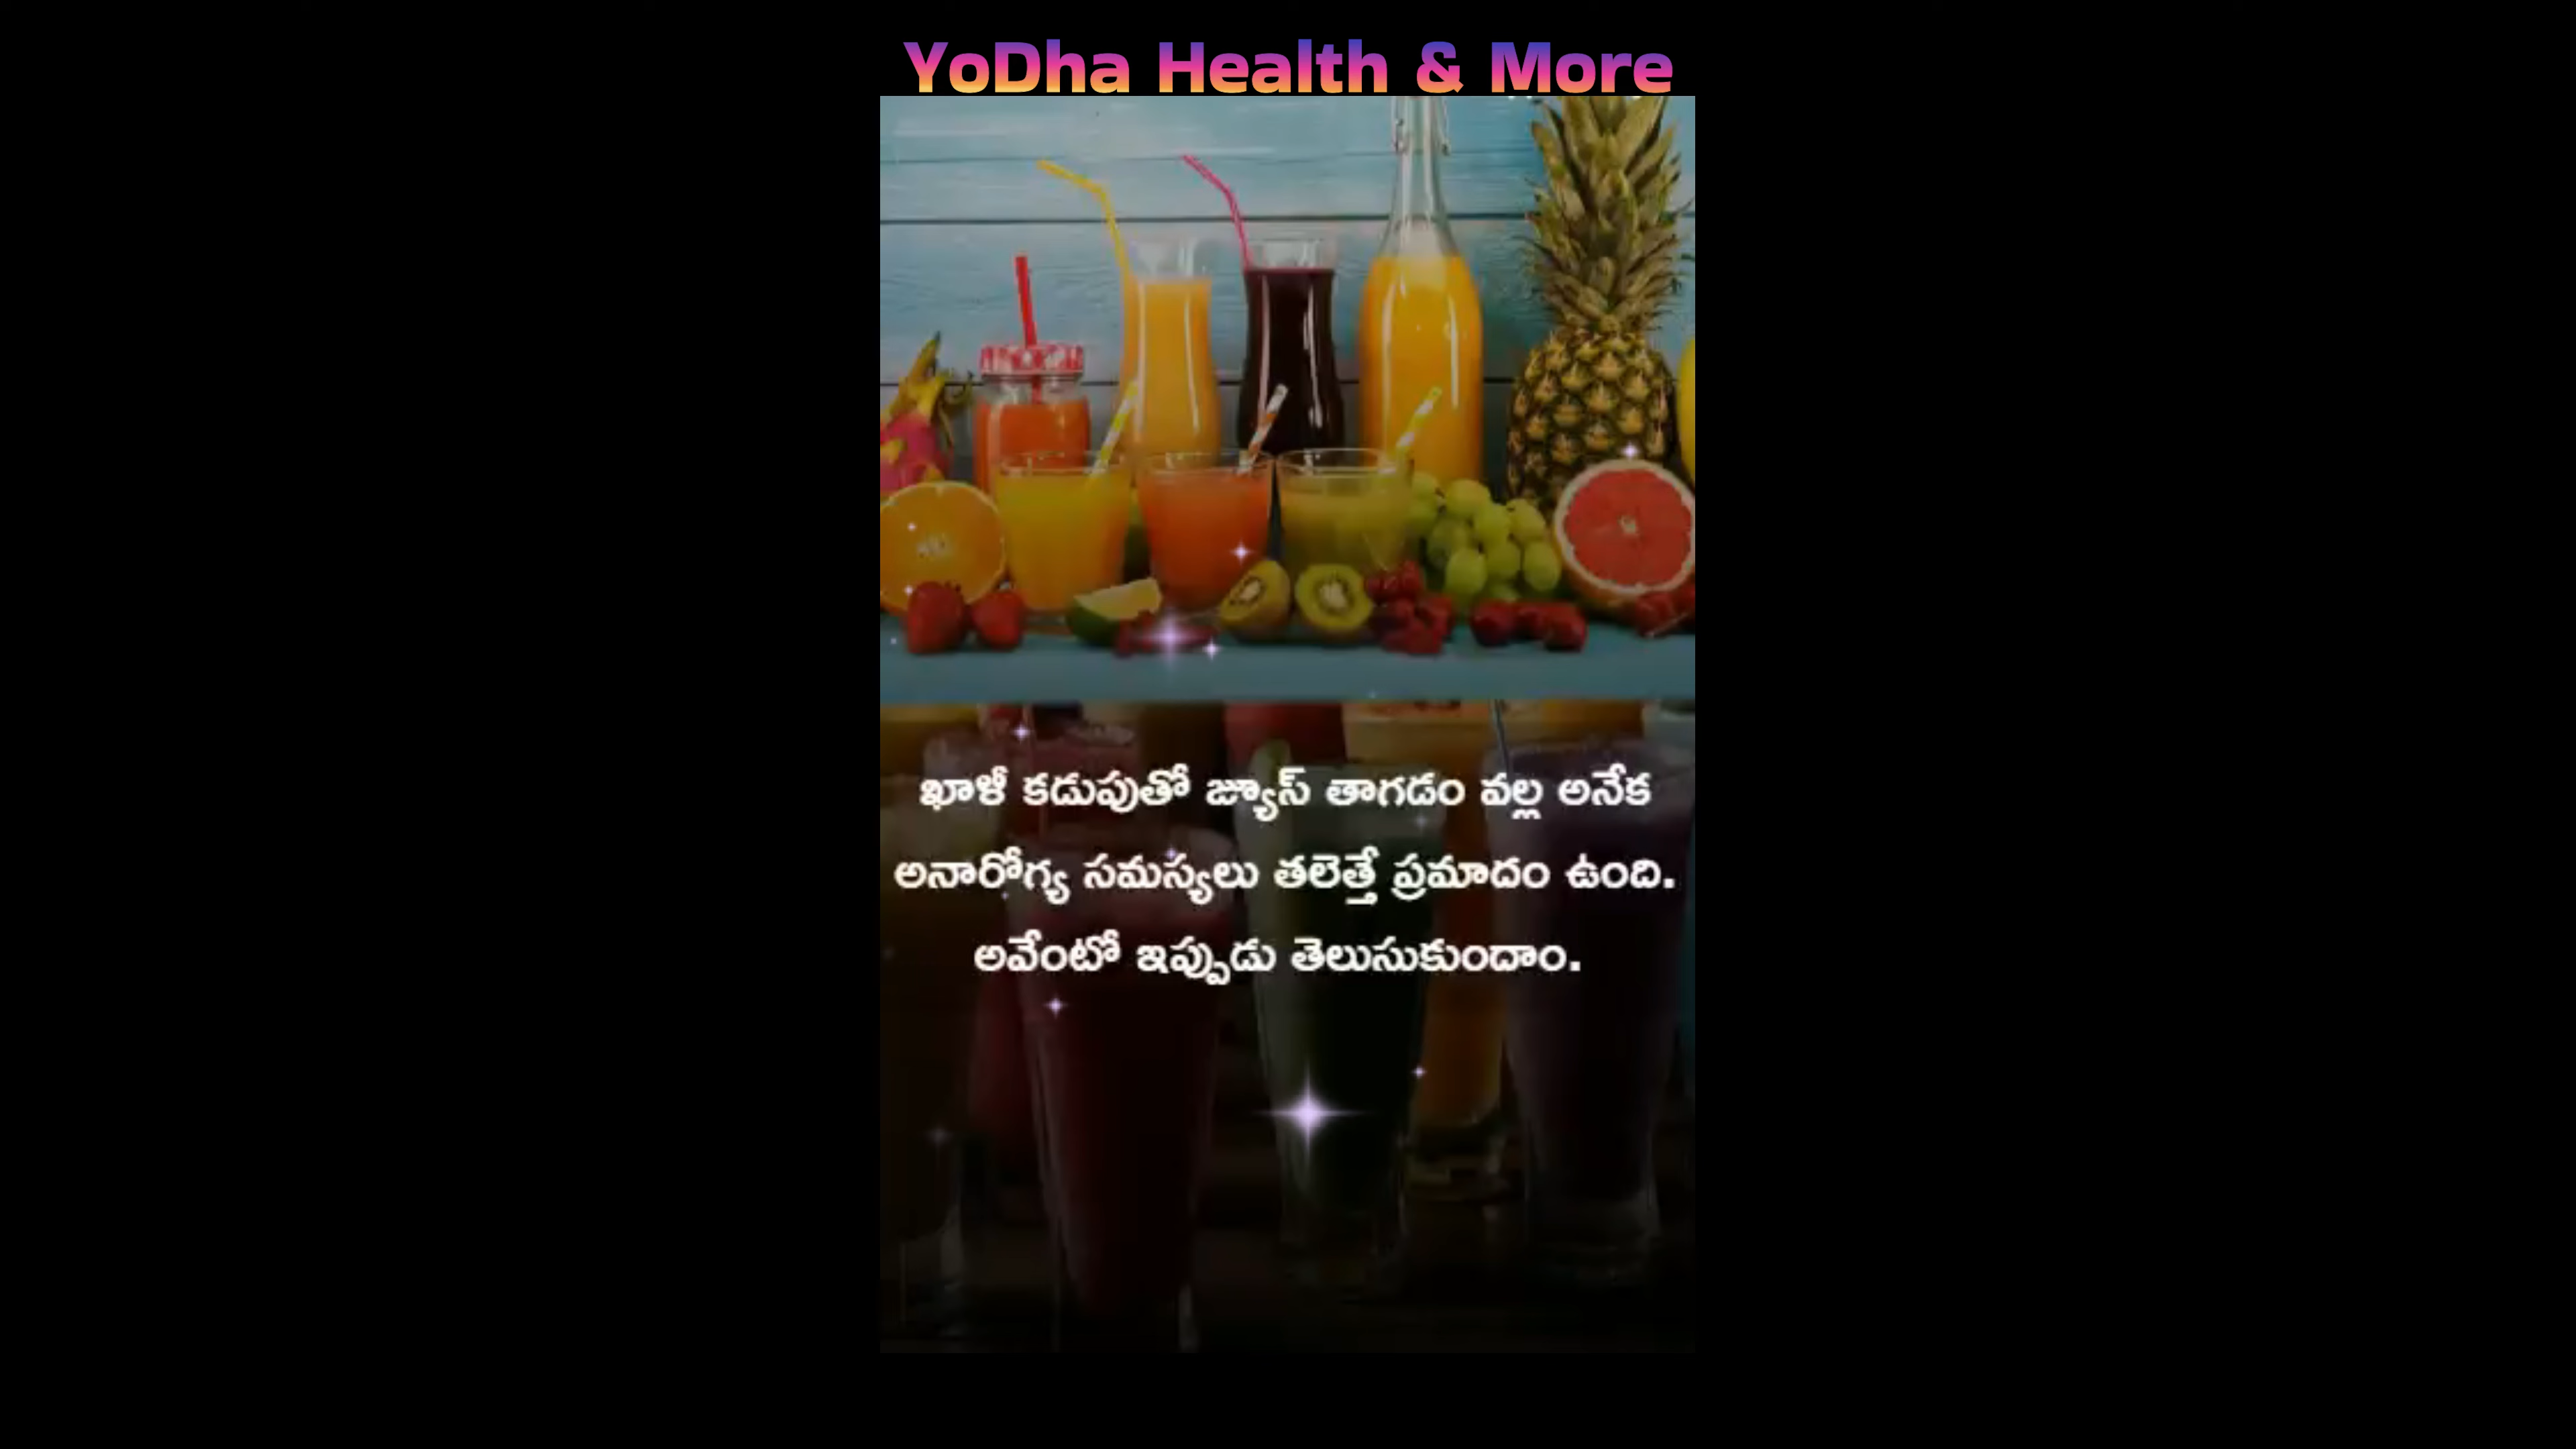 YoDha Health & More
ఖాళీ కడుపుతో జ్యూస్ తాగడం వల్ల అనేక
అనారోగ్య సమస్యలు తలెత్తే ప్రమాదం ఉంది.
అవేంటో ఇప్పుడు తెలుసుకుందాం.